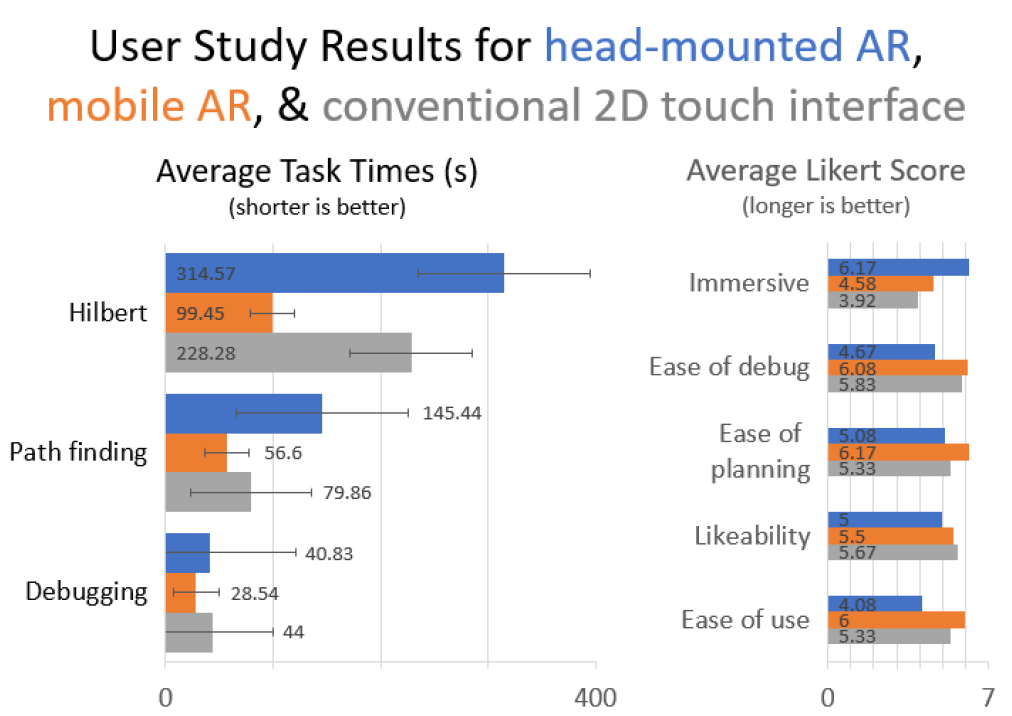 User Study Results for head-mounted AR,
mobile AR, & conventional 2D touch interface
Average Task Times (s)
(shorter is better)
Hilbert
314.57
99.45
228.28
Path finding
145.44
56.6
79.86
Debugging
40.83
28.54
44
0
400
Average Likert Score
(longer is better)
Immersive
6.17
4.58
3.92
Ease of debug
4.67
6.08
5.83
Ease of
planning
5.08
6.17
5.33
Likeability
5
5.5
5.67
Ease of use
4.08
6
5.33
0
7